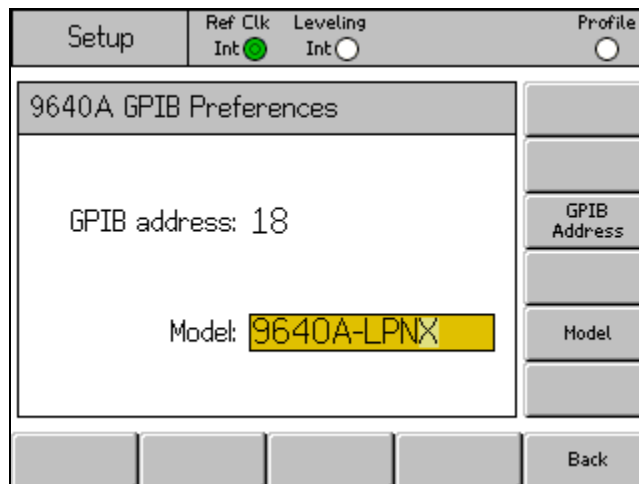 Setup
Ref Clk Leveling
Int Int
Profile
9640A GPIB Preferences
GPIB address: 18
Model: 9640A-LPNX
GPIB
Address
Model
Back